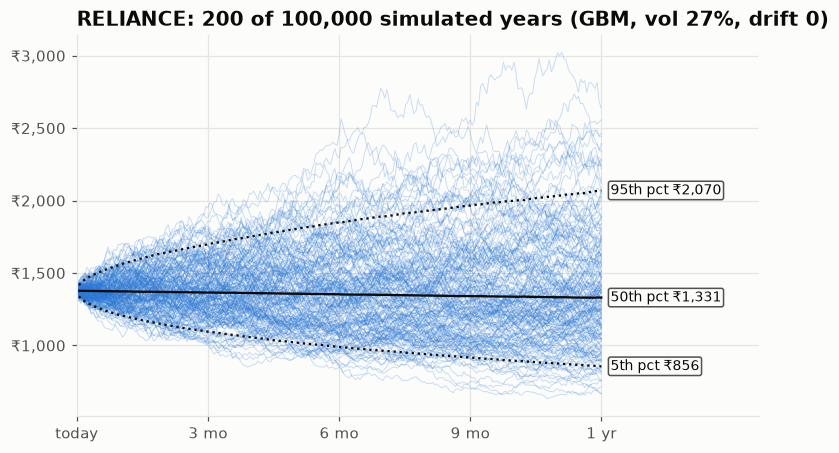 RELIANCE: 200 of 100,000 simulated years (GBM, vol 27%, drift 0)
₹3,000
₹2,500
₹2,000
₹1,500
₹1,000
95th pct ₹2,070
50th pct ₹1,331
5th pct ₹856
today
3 mo
6 mo
9 mo
1 yr